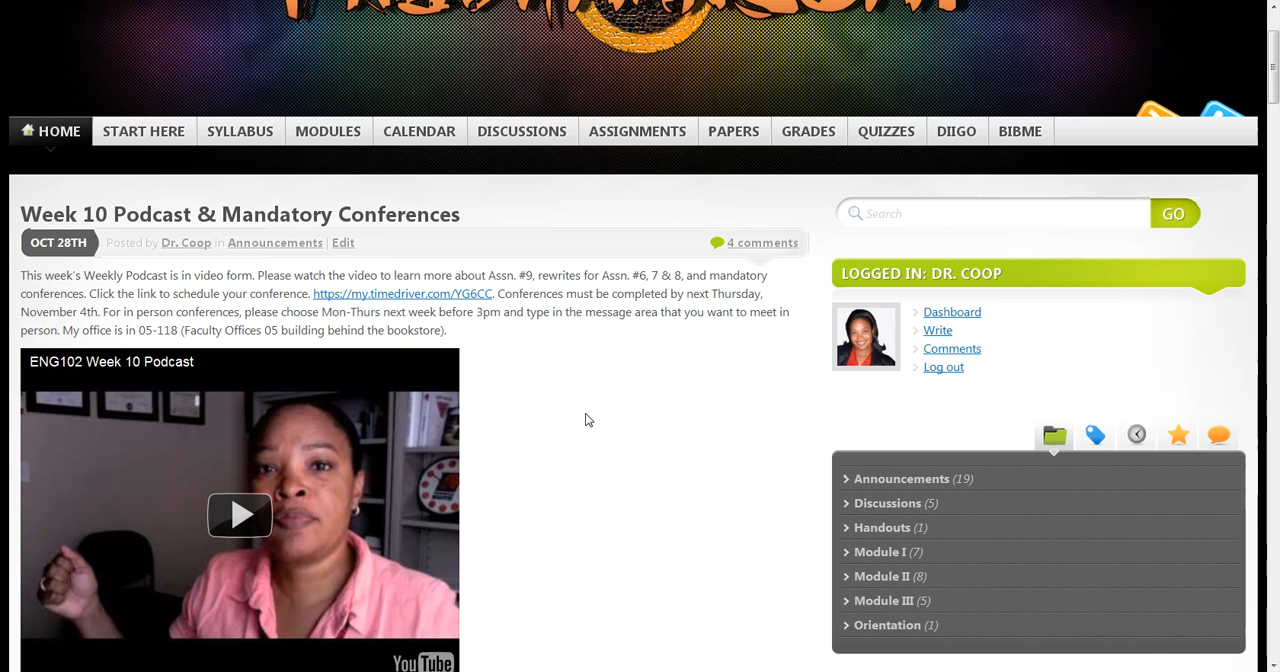 HOME START HERE SYLLABUS MODULES CALENDAR DISCUSSIONS ASSIGNMENTS PAPERS GRADES QUIZZES DIIGO BIBME
Week 10 Podcast & Mandatory Conferences
OCT 28TH Posted by Dr. Coop in Announcements | Edit 4 comments
This week's Weekly Podcast is in video form. Please watch the video to learn more about Assn. #9, rewrites for Assn. #6, 7 & 8, and mandatory
conferences. Click the link to schedule your conference. https://my.timedriver.com/YG6CC. Conferences must be completed by next Thursday,
November 4th. For in person conferences, please choose Mon-Thurs next week before 3pm and type in the message area that you want to meet in
person. My office is in 05-118 (Faculty Offices 05 building behind the bookstore).
ENG102 Week 10 Podcast
YouTube
Search GO
LOGGED IN: DR. COOP
Dashboard
Write
Comments
Log out
Announcements (19)
Discussions (5)
Handouts (1)
Module I (7)
Module II (8)
Module III (5)
Orientation (1)